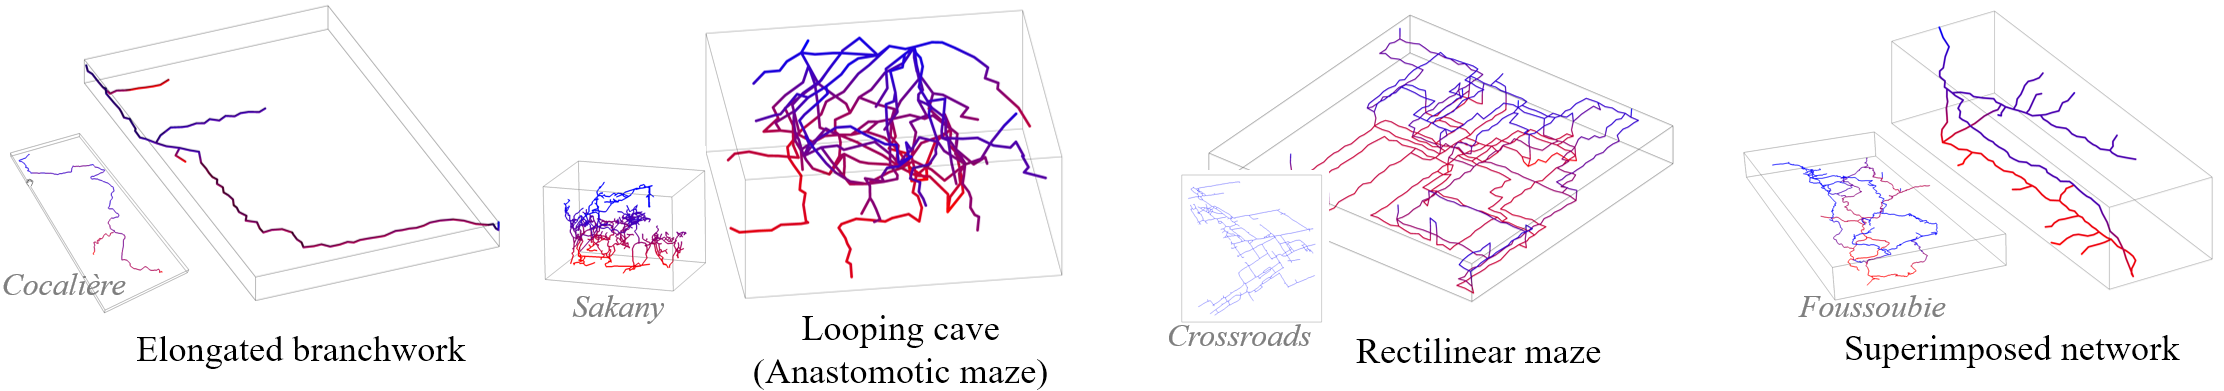 Cocalière
Elongated branchwork
Sakany
Looping cave
(Anastomotic maze)
Crossroads
Rectilinear maze
Foussoubie
Superimposed network